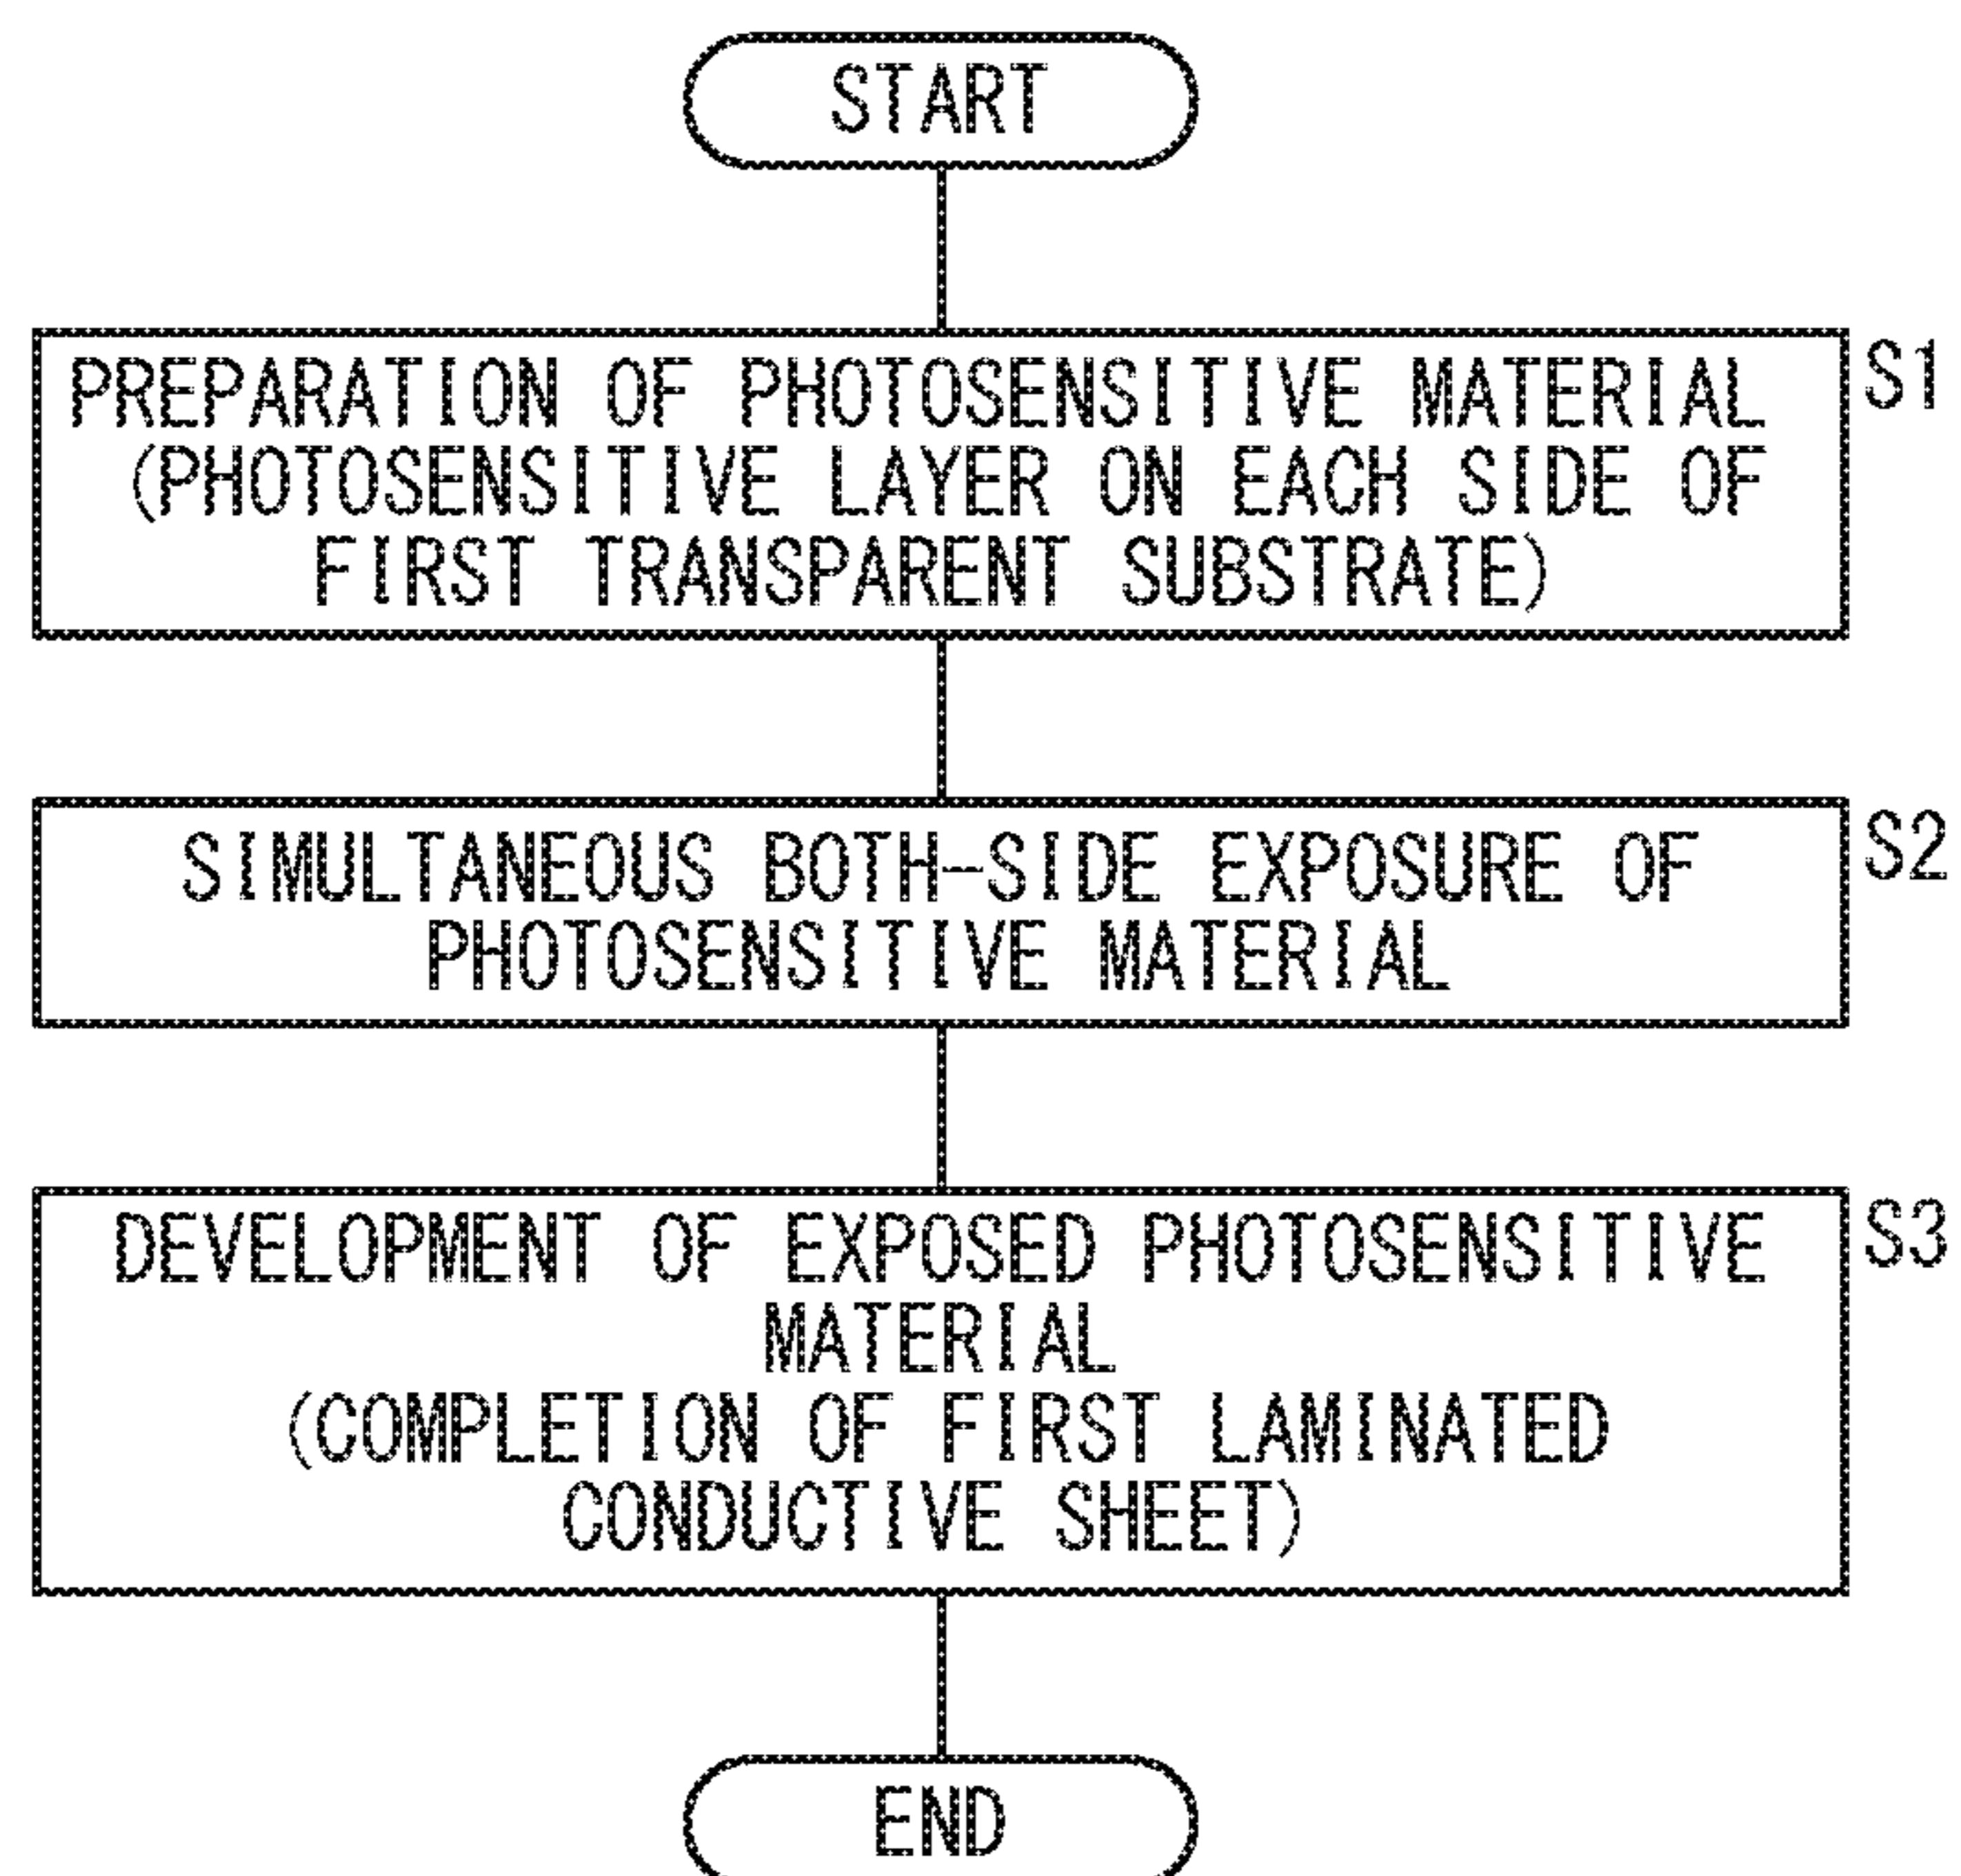 START
PREPARATION OF PHOTOSENSITIVE MATERIAL
(PHOTOSENSITIVE LAYER ON EACH SIDE OF
FIRST TRANSPARENT SUBSTRATE)
S1
SIMULTANEOUS BOTH-SIDE EXPOSURE OF
PHOTOSENSITIVE MATERIAL
S2
DEVELOPMENT OF EXPOSED PHOTOSENSITIVE
MATERIAL
(COMPLETION OF FIRST LAMINATED
CONDUCTIVE SHEET)
S3
END